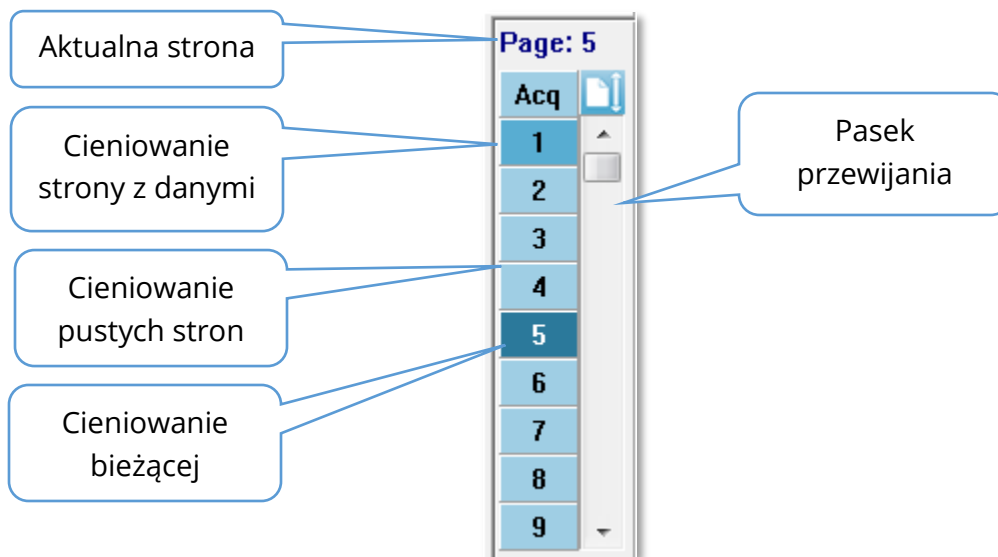 Aktualna strona
Cieniowanie
strony z danymi
Cieniowanie
pustych stron
Cieniowanie
bieżącej
Page: 5
Acq
1
2
3
4
5
6
7
8
9
Pasek
przewijania